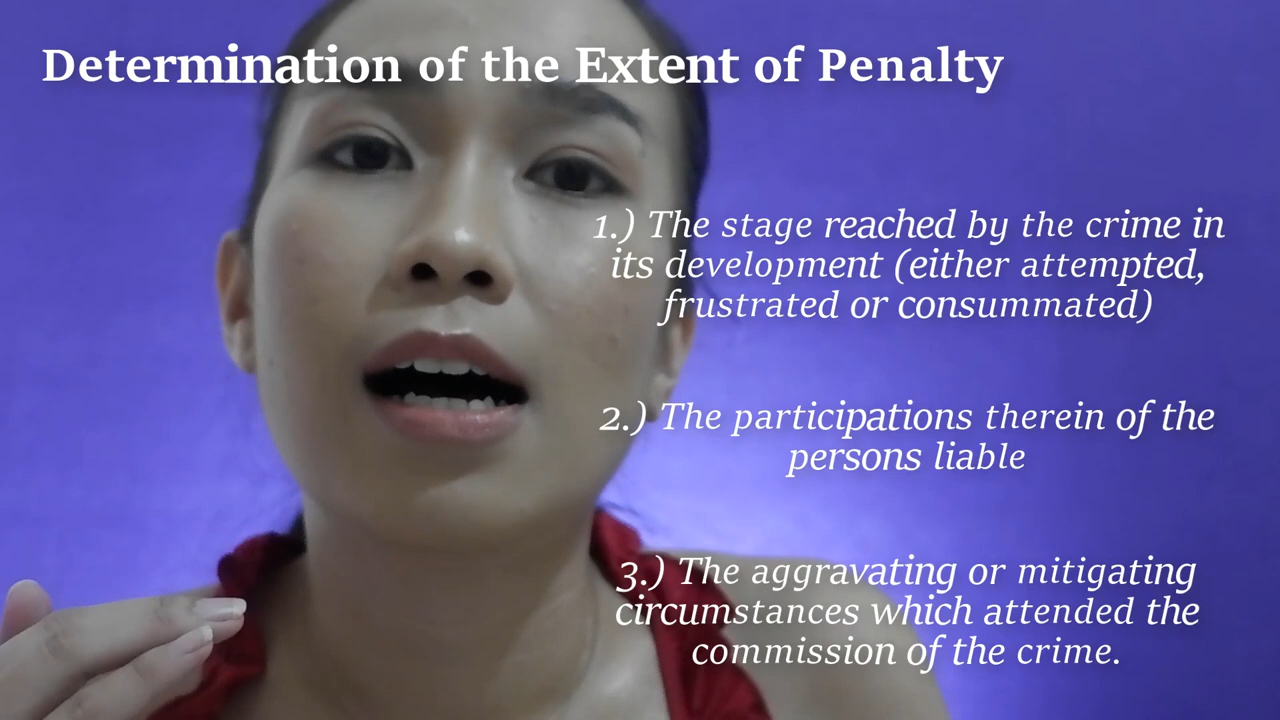 Determination of the Extent of Penalty
1.) The stage reached by the crime in
its development (either attempted,
frustrated or consummated)
2.) The participations therein of the
persons liable
3.) The aggravating or mitigating
circumstances which attended the
commission of the crime.